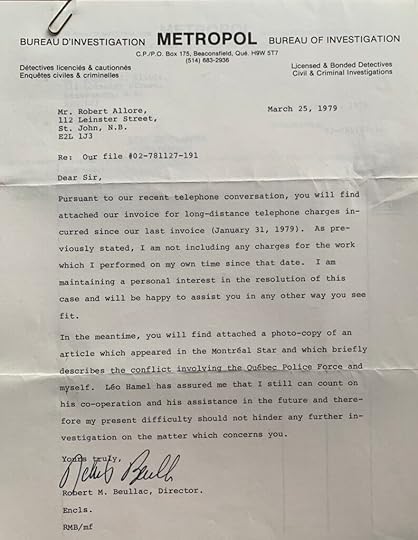 BUREAU D'INVESTIGATION METROPOL BUREAU OF INVESTIGATION
C.P./P.O. Box 175, Beaconsfield, Qué. H9W 5T7
(514) 683-2936
Détectives licenciés & cautionnés
Enquêtes civiles & criminelles
Licensed & Bonded Detectives
Civil & Criminal Investigations
Mr. Robert Allore,
112 Leinster Street,
St. John, N.B.
E2L 1J3
March 25, 1979
Re: Our file #02-781127-191
Dear Sir,
Pursuant to our recent telephone conversation, you will find
attached our invoice for long-distance telephone charges in-
curred since our last invoice (January 31, 1979). As pre-
viously stated, I am not including any charges for the work
which I performed on my own time since that date. I am
maintaining a personal interest in the resolution of this
case and will be happy to assist you in any other way you see
fit.
In the meantime, you will find attached a photo-copy of an
article which appeared in the Montréal Star and which briefly
describes the conflict involving the Québec Police Force and
myself. Léo Hamel has assured me that I still can count on
his co-operation and his assistance in the future and there-
fore my present difficulty should not hinder any further in-
vestigation on the matter which concerns you.
Yours truly,
Robert M. Beullac, Director.
Encls.
RMB/mf